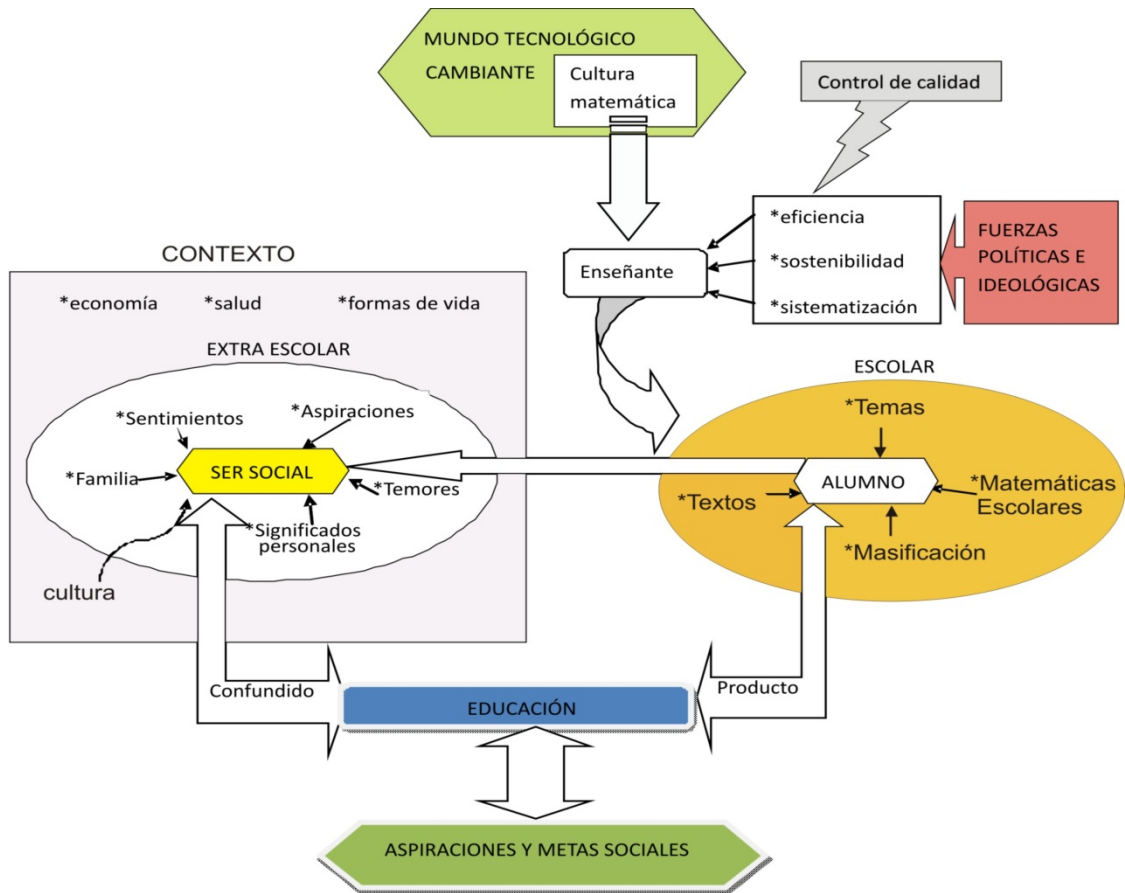 MUNDO TECNOLÓGICO
CAMBIANTE
Cultura
matemática
Control de calidad
*eficiencia
*sostenibilidad
*sistematización
FUERZAS
POLÍTICAS E
IDEOLÓGICAS
Enseñante
CONTEXTO
*economía
*salud
*formas de vida
EXTRA ESCOLAR
*Sentimientos
*Aspiraciones
*Familia
SER SOCIAL
*Temores
*Significados
personales
cultura
ESCOLAR
*Temas
ALUMNO
*Textos
*Matemáticas
Escolares
*Masificación
Confundido
Producto
EDUCACIÓN
ASPIRACIONES Y METAS SOCIALES